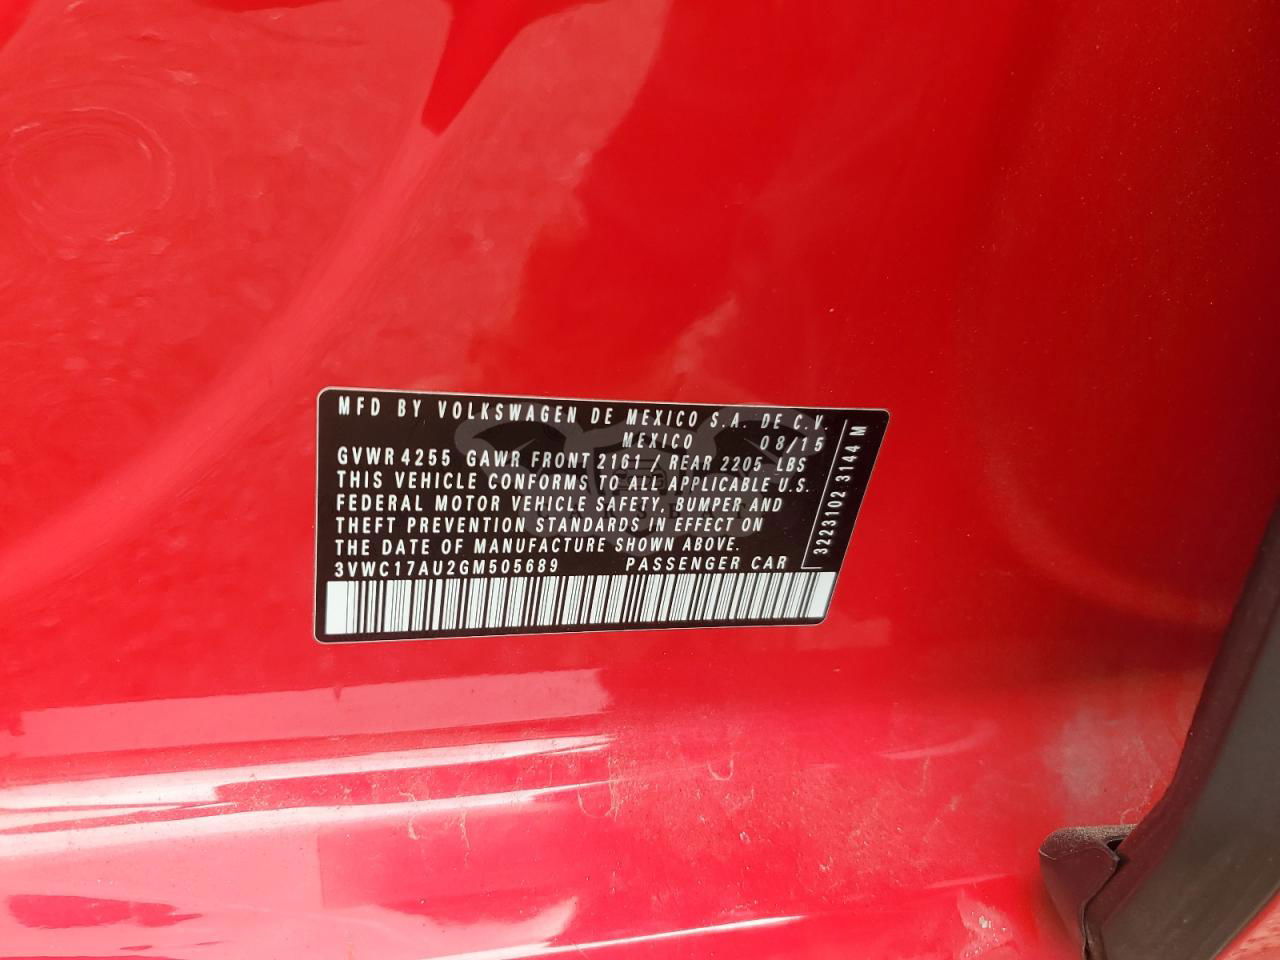 MFD BY VOLKSWAGEN DE MEXICO S.A. DE C.V.
MEXICO 08/15
GVWR 4255 GAWR FRONT 2161 / REAR 2205 LBS
THIS VEHICLE CONFORMS TO ALL APPLICABLE U.S.
FEDERAL MOTOR VEHICLE SAFETY, BUMPER AND
THEFT PREVENTION STANDARDS IN EFFECT ON
THE DATE OF MANUFACTURE SHOWN ABOVE.
3VWC17AU2GM505689 PASSENGER CAR
3223102 3144 M